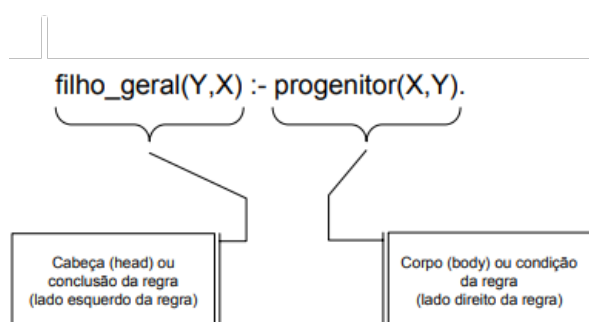 filho_geral(Y,X) :- progenitor(X,Y).
Cabeça (head) ou
conclusão da regra
(lado esquerdo da regra)
Corpo (body) ou condição
da regra
(lado direito da regra)